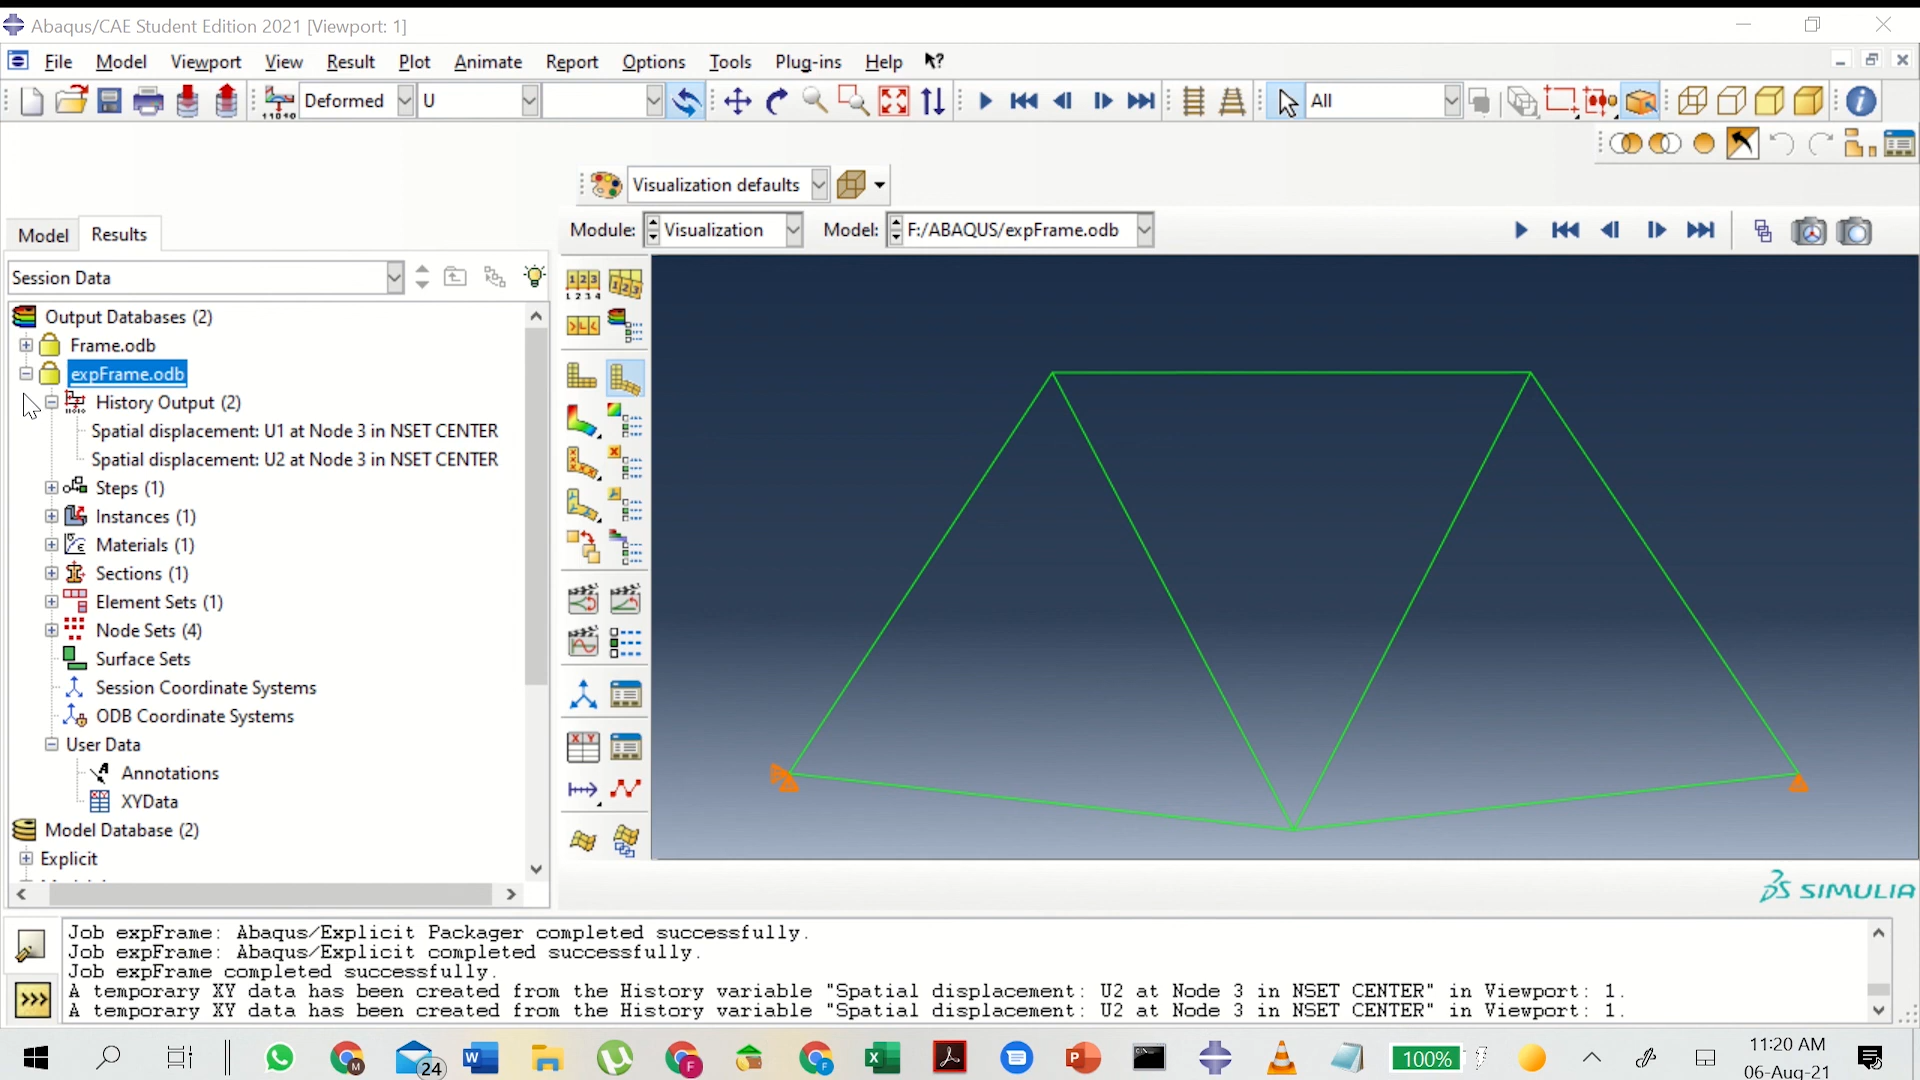 Abaqus/CAE Student Edition 2021 [Viewport: 1]
File Model Viewport View Result Plot Animate Report Options Tools Plug-ins Help
Deformed U All
Visualization defaults
Module: Visualization Model: F:/ABAQUS/expFrame.odb
Model Results
Session Data
Output Databases (2)
Frame.odb
expFrame.odb
History Output (2)
Spatial displacement: U1 at Node 3 in NSET CENTER
Spatial displacement: U2 at Node 3 in NSET CENTER
Steps (1)
Instances (1)
Materials (1)
Sections (1)
Element Sets (1)
Node Sets (4)
Surface Sets
Session Coordinate Systems
ODB Coordinate Systems
User Data
Annotations
XYData
Model Database (2)
Explicit
SIMULIA
Job expFrame: Abaqus/Explicit Packager completed successfully.
Job expFrame: Abaqus/Explicit completed successfully.
Job expFrame completed successfully.
A temporary XY data has been created from the History variable "Spatial displacement: U2 at Node 3 in NSET CENTER" in Viewport: 1.
A temporary XY data has been created from the History variable "Spatial displacement: U2 at Node 3 in NSET CENTER" in Viewport: 1.
24
100%
11:20 AM
06-Aug-21